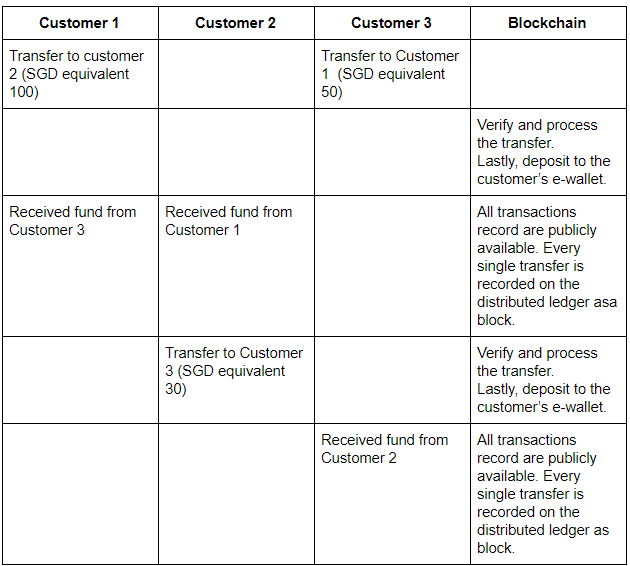 Customer 1
Customer 2
Customer 3
Blockchain
Transfer to customer
2 (SGD equivalent
100)
Transfer to Customer
1 (SGD equivalent
50)
Verify and process
the transfer.
Lastly, deposit to the
customer's e-wallet.
Received fund from
Customer 3
Received fund from
Customer 1
All transactions
record are publicly
available. Every
single transfer is
recorded on the
distributed ledger asa
block.
Transfer to Customer
3 (SGD equivalent
30)
Verify and process
the transfer.
Lastly, deposit to the
customer's e-wallet.
Received fund from
Customer 2
All transactions
record are publicly
available. Every
single transfer is
recorded on the
distributed ledger as
block.